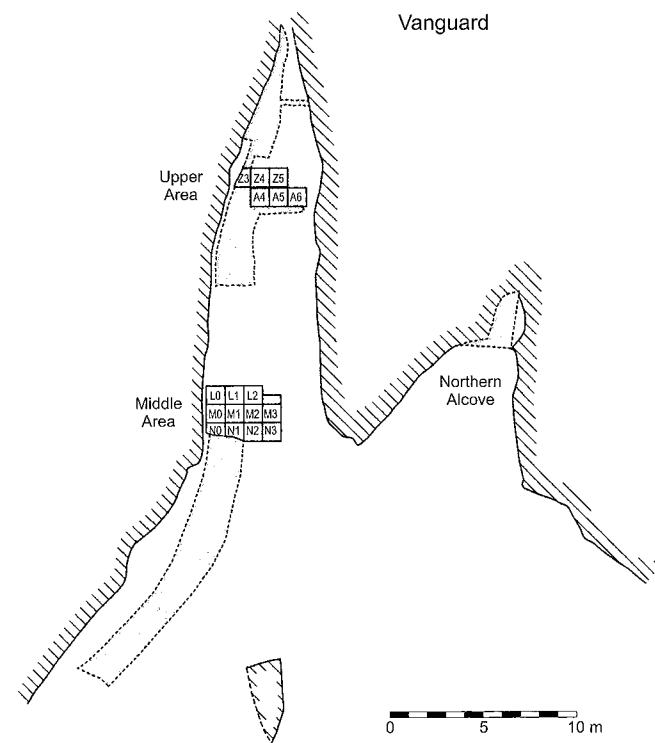 Vanguard
Upper
Area
Z3 Z4 Z5
A4 A5 A6
Middle
Area
L0 L1 L2
M0 M1 M2 M3
N0 N1 N2 N3
Northern
Alcove
0 5 10 m